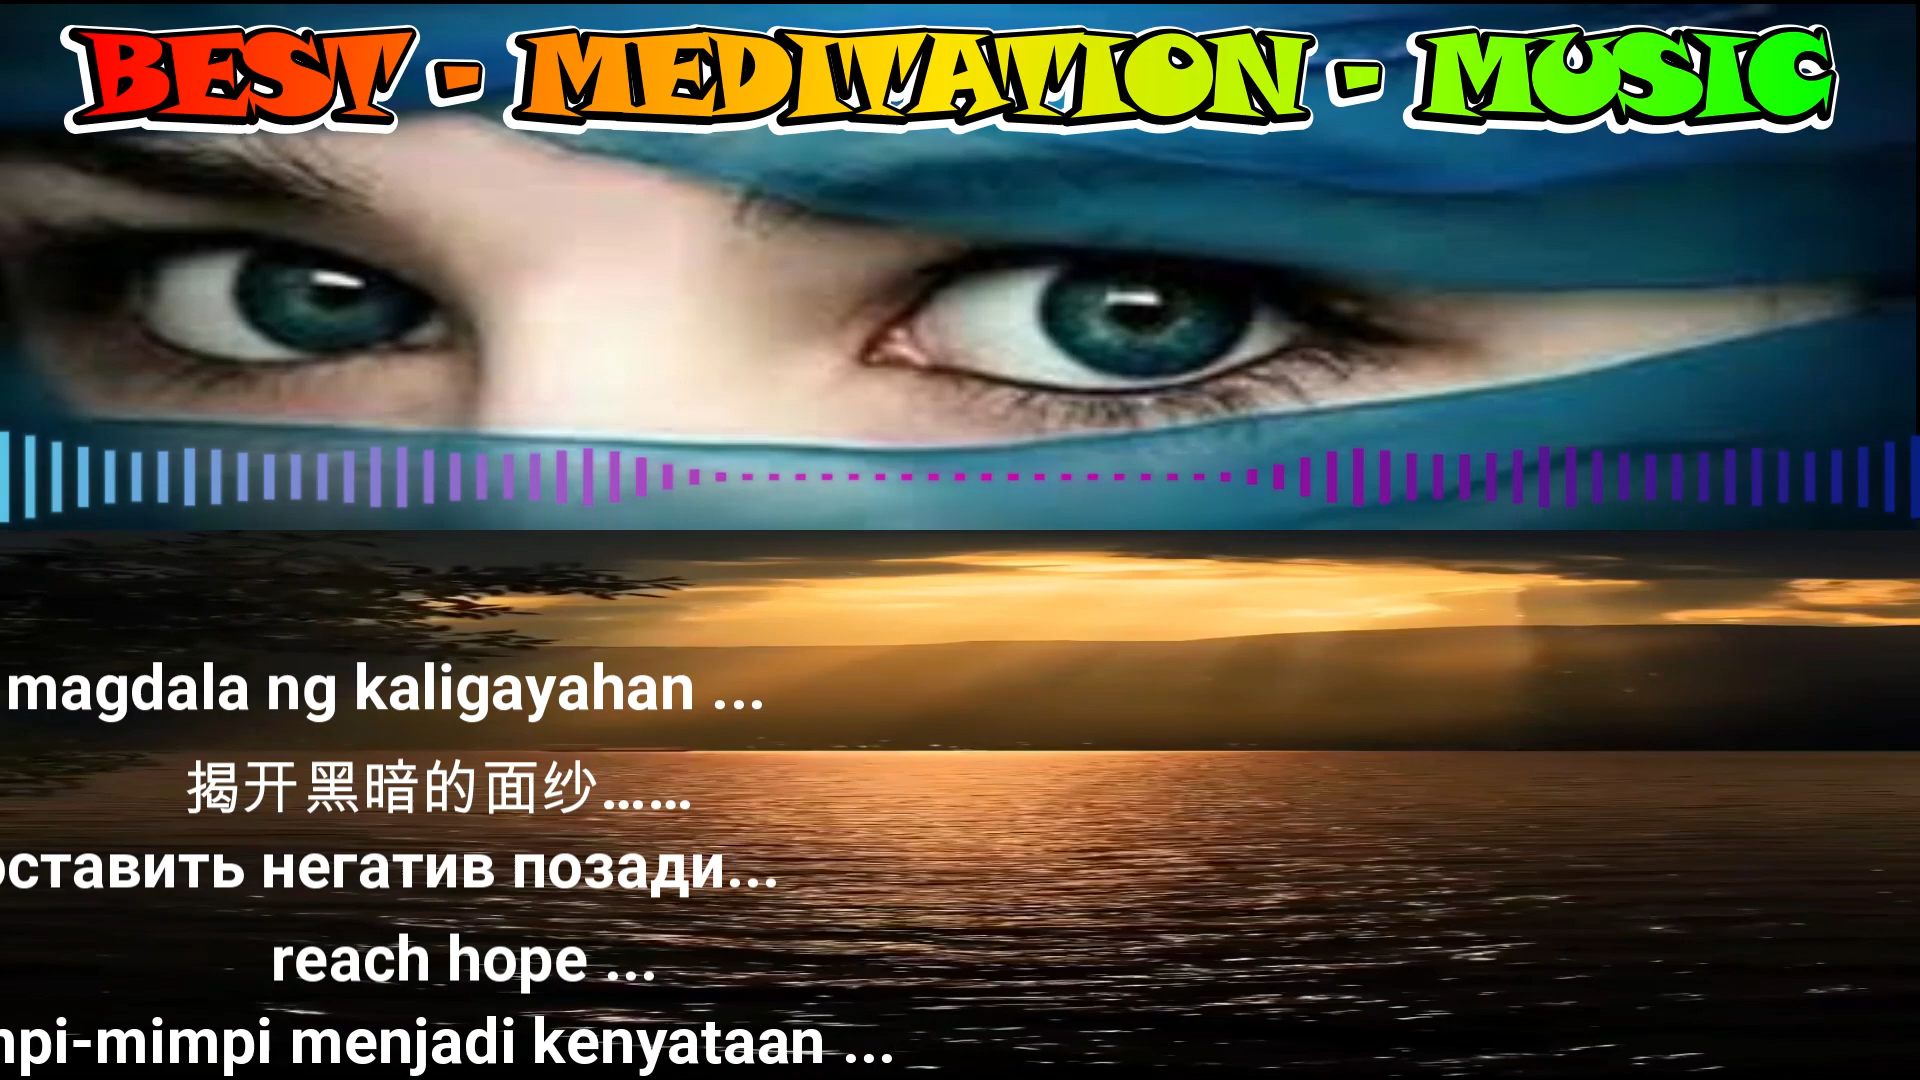 BEST - MEDITATION - MUSIC
magdala ng kaligayahan ...
揭开黑暗的面纱……
оставить негатив позади...
reach hope ...
mpi-mimpi menjadi kenyataan ...